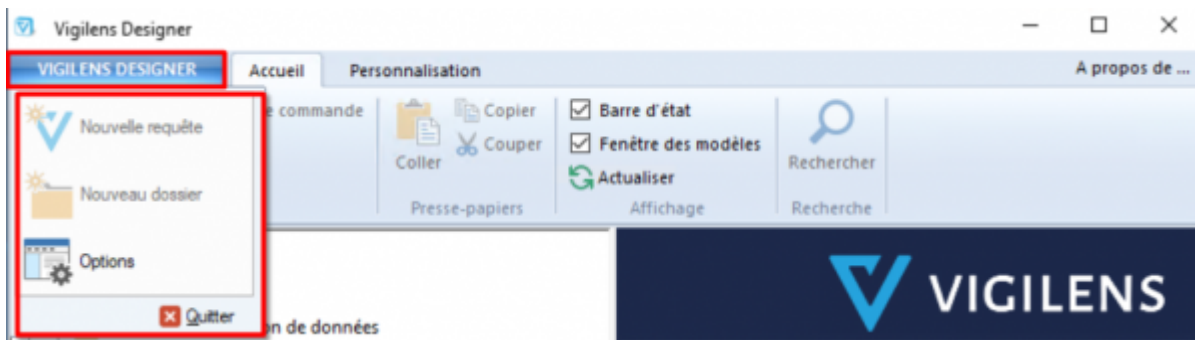 Vigilens Designer
VIGILENS DESIGNER Accueil Personnalisation A propos de ...
Nouvelle requête
e commande
Coller
Copier
Couper
Presse-papiers
Barre d'état
Fenêtre des modèles
Actualiser
Affichage
Rechercher
Recherche
Nouveau dossier
Options
Quitter
on de données
VIGILENS